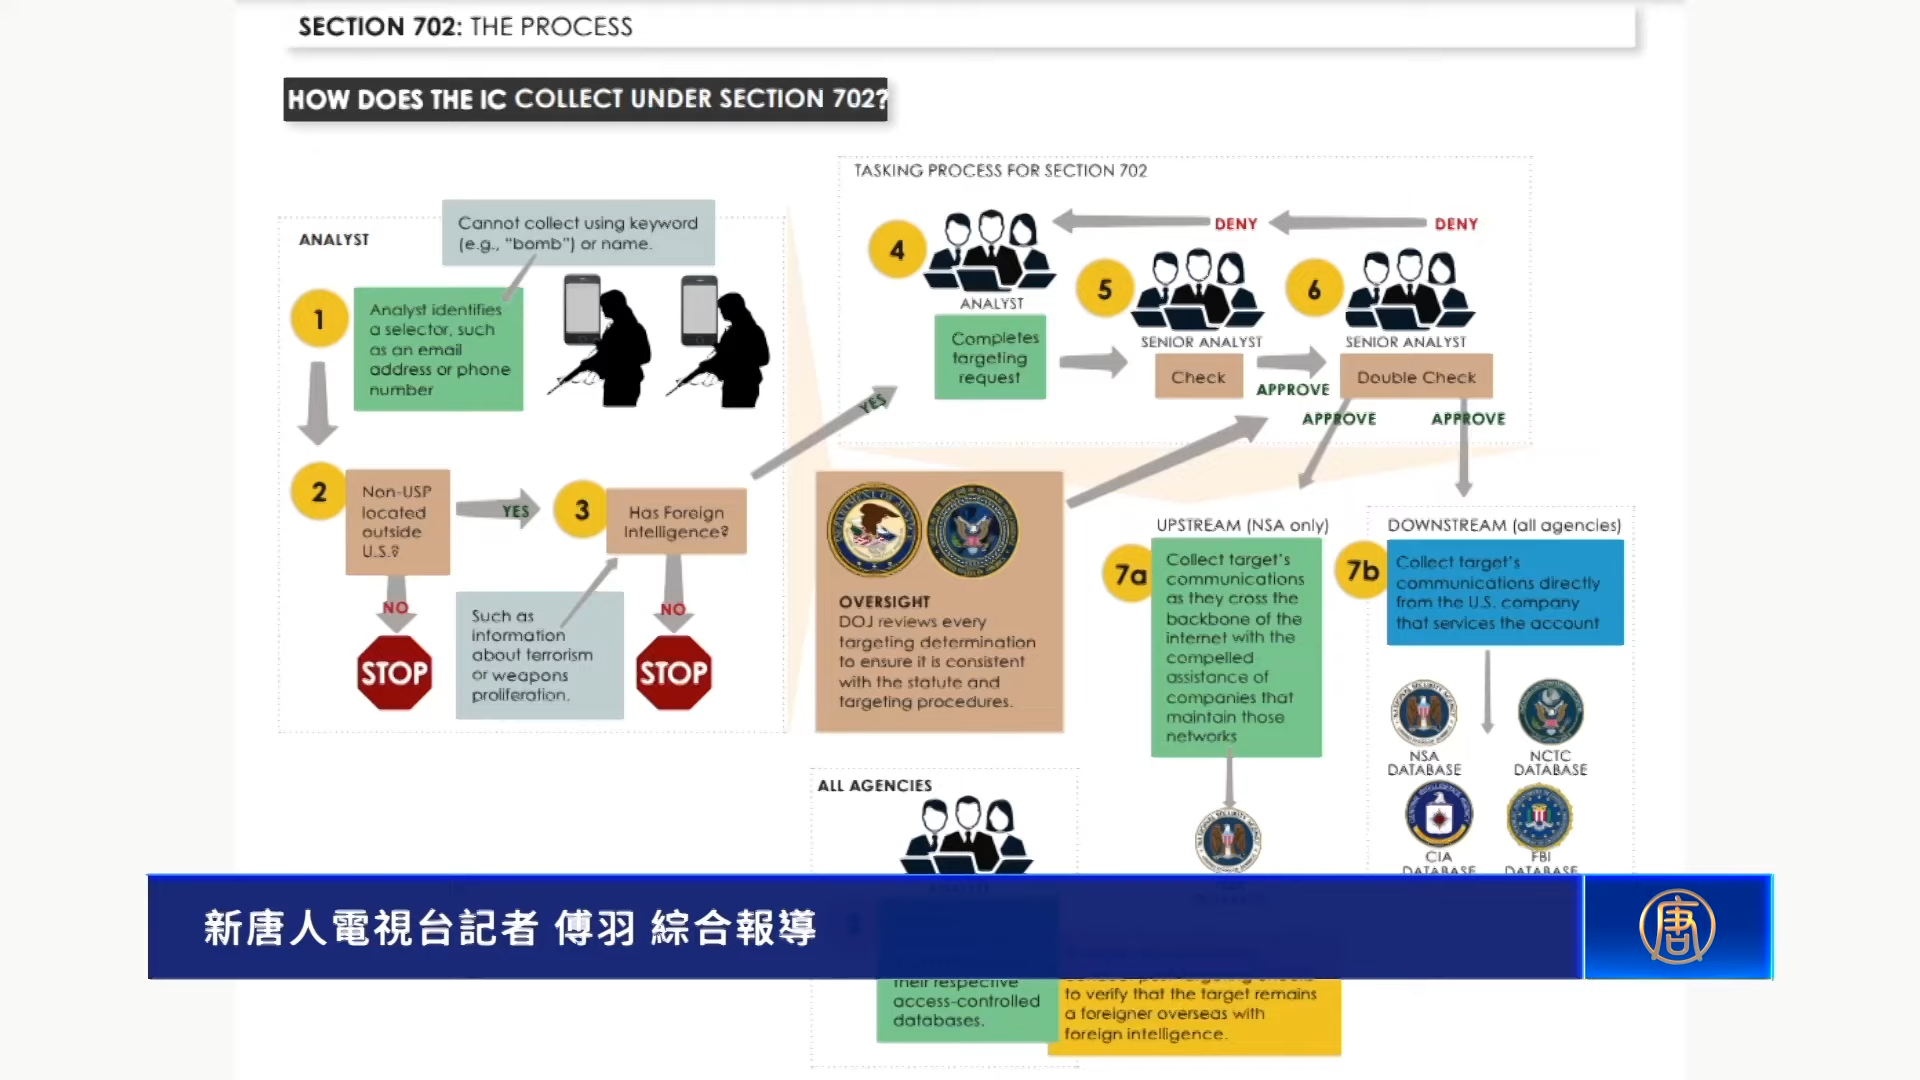 SECTION 702: THE PROCESS
HOW DOES THE IC COLLECT UNDER SECTION 702?
ANALYST
Cannot collect using keyword
(e.g., “bomb”) or name.
1
Analyst identifies
a selector, such
as an email
address or phone
number
2
Non-USP
located
outside
U.S.?
YES
NO
STOP
3
Has Foreign
Intelligence?
Such as
information
about terrorism
or weapons
proliferation.
NO
STOP
YES
TASKING PROCESS FOR SECTION 702
4
ANALYST
Completes
targeting
request
DENY
DENY
5
SENIOR ANALYST
Check
APPROVE
6
SENIOR ANALYST
Double Check
APPROVE
APPROVE
OVERSIGHT
DOJ reviews every
targeting determination
to ensure it is consistent
with the statute and
targeting procedures.
UPSTREAM (NSA only)
7a
Collect target’s
communications
as they cross the
backbone of the
internet with the
compelled
assistance of
companies that
maintain those
networks
DOWNSTREAM (all agencies)
7b
Collect target’s
communications directly
from the U.S. company
that services the account
NSA
DATABASE
NCTC
DATABASE
CIA
DATABASE
FBI
DATABASE
ALL AGENCIES
新唐人電視台記者 傅羽 綜合報導
唐
their respective
access-controlled
databases.
to verify that the target remains
a foreigner overseas with
foreign intelligence.